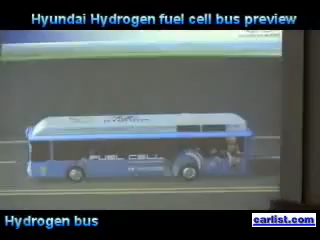 Hyundai Hydrogen fuel cell bus preview
FUEL CELL
Hydrogen bus
carlist.com